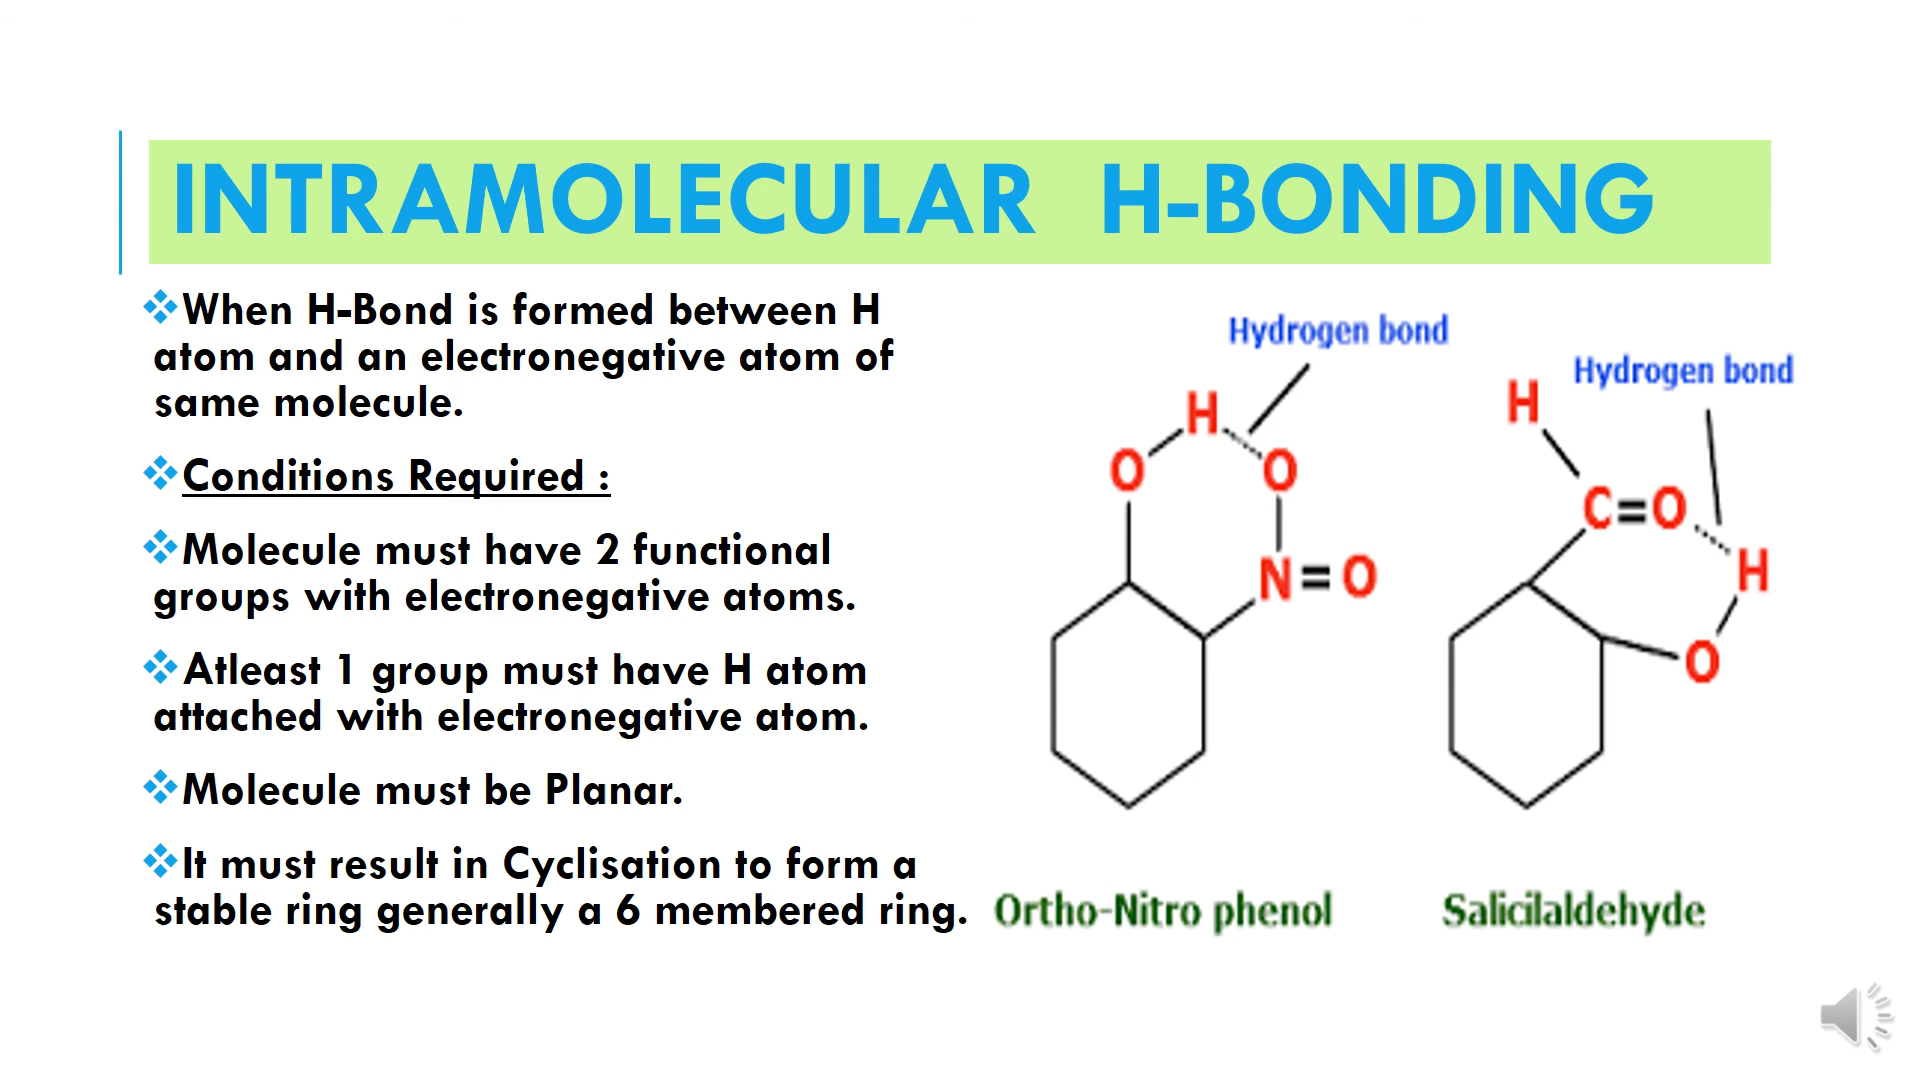 INTRAMOLECULAR H-BONDING
❖When H-Bond is formed between H
atom and an electronegative atom of
same molecule.
❖Conditions Required :
❖Molecule must have 2 functional
groups with electronegative atoms.
❖Atleast 1 group must have H atom
attached with electronegative atom.
❖Molecule must be Planar.
❖It must result in Cyclisation to form a
stable ring generally a 6 membered ring.
Hydrogen bond
H
O
O
N=O
Ortho-Nitro phenol
Hydrogen bond
H
C=O
H
O
Salicilaldehyde